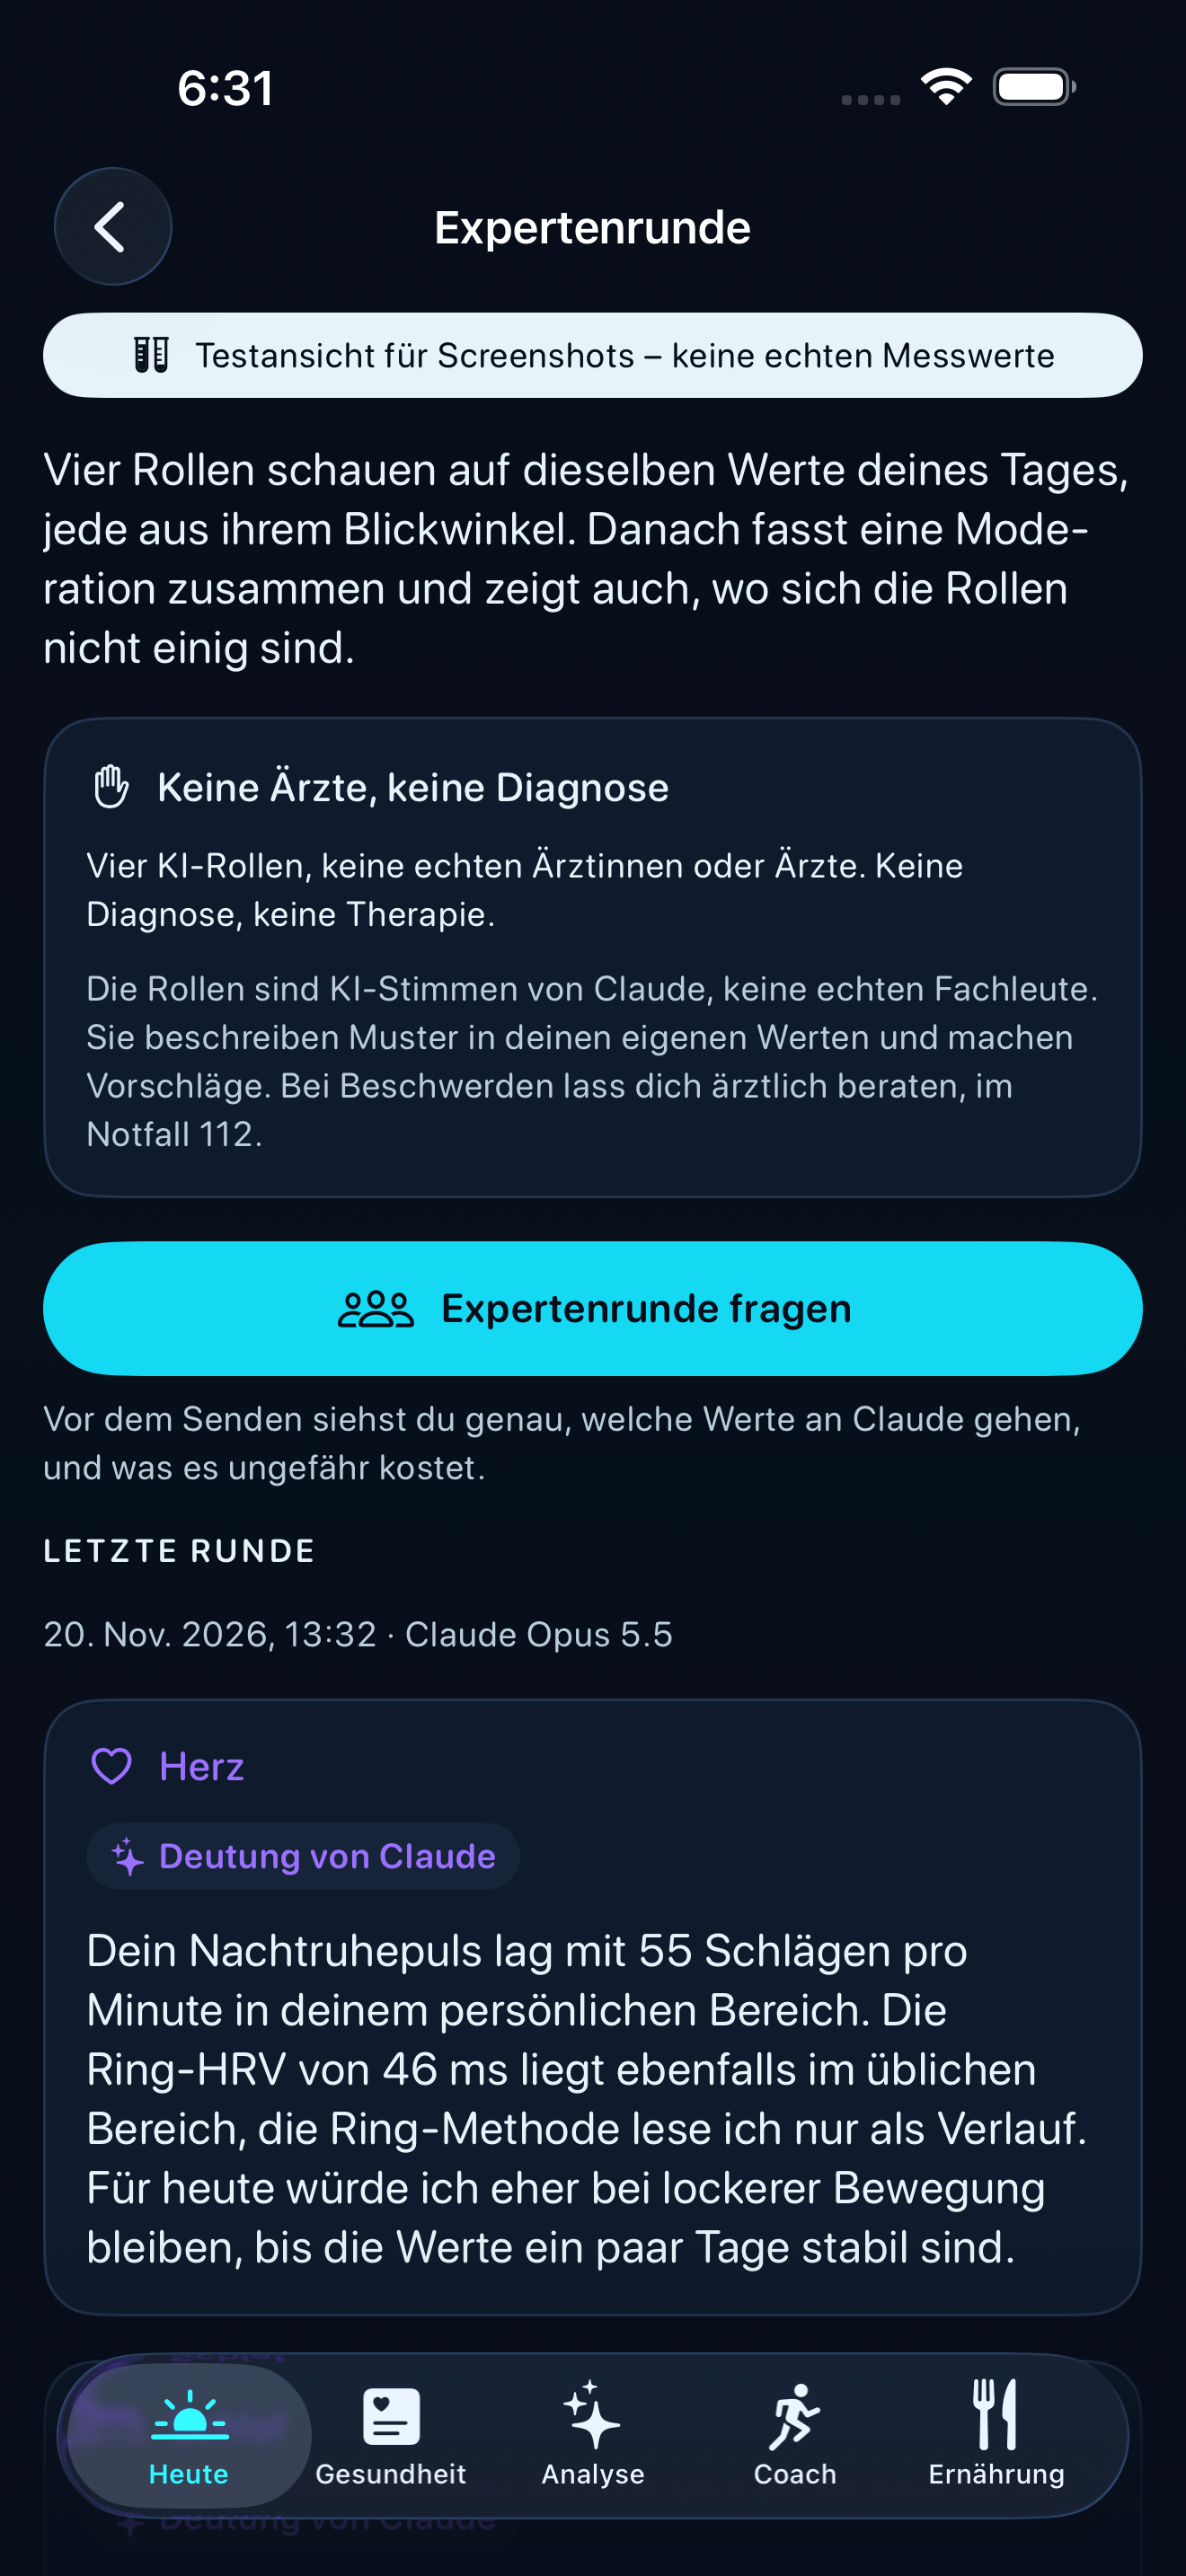 6:31
Expertenrunde
Testansicht für Screenshots – keine echten Messwerte
Vier Rollen schauen auf dieselben Werte deines Tages,
jede aus ihrem Blickwinkel. Danach fasst eine Mode-
ration zusammen und zeigt auch, wo sich die Rollen
nicht einig sind.
Keine Ärzte, keine Diagnose
Vier KI-Rollen, keine echten Ärztinnen oder Ärzte. Keine
Diagnose, keine Therapie.
Die Rollen sind KI-Stimmen von Claude, keine echten Fachleute.
Sie beschreiben Muster in deinen eigenen Werten und machen
Vorschläge. Bei Beschwerden lass dich ärztlich beraten, im
Notfall 112.
Expertenrunde fragen
Vor dem Senden siehst du genau, welche Werte an Claude gehen,
und was es ungefähr kostet.
LETZTE RUNDE
20. Nov. 2026, 13:32 · Claude Opus 5.5
Herz
Deutung von Claude
Dein Nachtruhepuls lag mit 55 Schlägen pro
Minute in deinem persönlichen Bereich. Die
Ring-HRV von 46 ms liegt ebenfalls im üblichen
Bereich, die Ring-Methode lese ich nur als Verlauf.
Für heute würde ich eher bei lockerer Bewegung
bleiben, bis die Werte ein paar Tage stabil sind.
Heute Gesundheit Analyse Coach Ernährung
Deutung von Claude